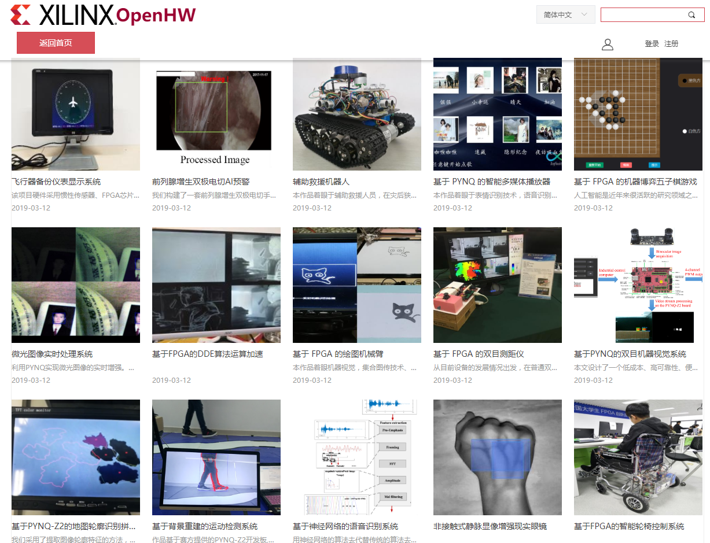 XILINX OpenHW
简体中文
返回首页
登录 注册
Processed Image
飞行器备份仪表显示系统
前列腺增生双极电切AI预警
辅助救援机器人
基于 PYNQ 的智能多媒体播放器
基于 FPGA 的机器博弈五子棋游戏
该项目硬件采用惯性传感器、FPGA芯片...
我们构建了一套前列腺增生双极电切手...
本作品着眼于辅助救援人员，在灾后狭...
本作品着眼于表情识别技术，语音识别...
人工智能是近年来很活跃的研究领域之...
2019-03-12
2019-03-12
2019-03-12
2019-03-12
2019-03-12
微光图像实时处理系统
基于FPGA的DDE算法运算加速
基于 FPGA 的绘图机械臂
基于 FPGA 的双目测距仪
基于PYNQ的双目机器视觉系统
利用PYNQ实现微光图像的实时增强。...
本作品着眼机器视觉，集合图传技术、...
从目前设备的发展情况出发，在普通双...
本文设计了一个低成本、高可靠性、便...
2019-03-12
2019-03-12
2019-03-12
2019-03-12
2019-03-12
Framing
FFT
Amplitude
Mel filtering
基于PYNQ-Z2的地图轮廓识别拼...
基于背景重建的运动检测系统
基于神经网络的语音识别系统
非接触式静脉显像增强现实眼镜
基于FPGA的智能轮椅控制系统
我们采用了提取图像轮廓特征的方法，...
作品基于赛方提供的PYNQ-Z2开发板...
用神经网络的算法去代替传统的算法去...